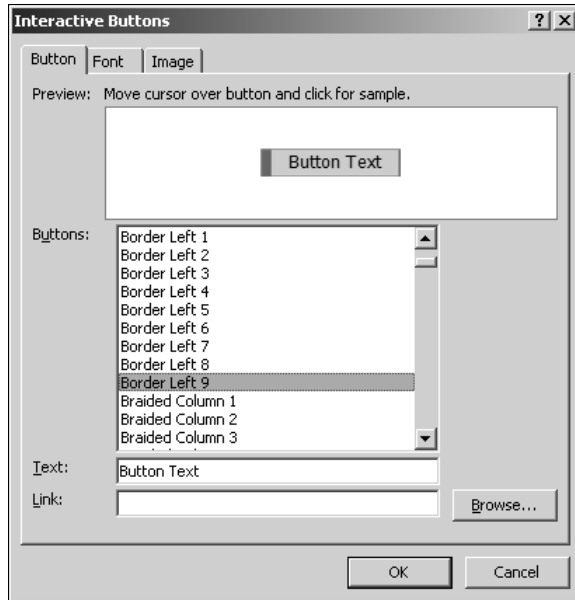 Interactive Buttons
Button Font Image
Preview: Move cursor over button and click for sample.
Button Text
Buttons:
Border Left 1
Border Left 2
Border Left 3
Border Left 4
Border Left 5
Border Left 6
Border Left 7
Border Left 8
Border Left 9
Braided Column 1
Braided Column 2
Braided Column 3
Text: Button Text
Link:
Browse...
OK Cancel